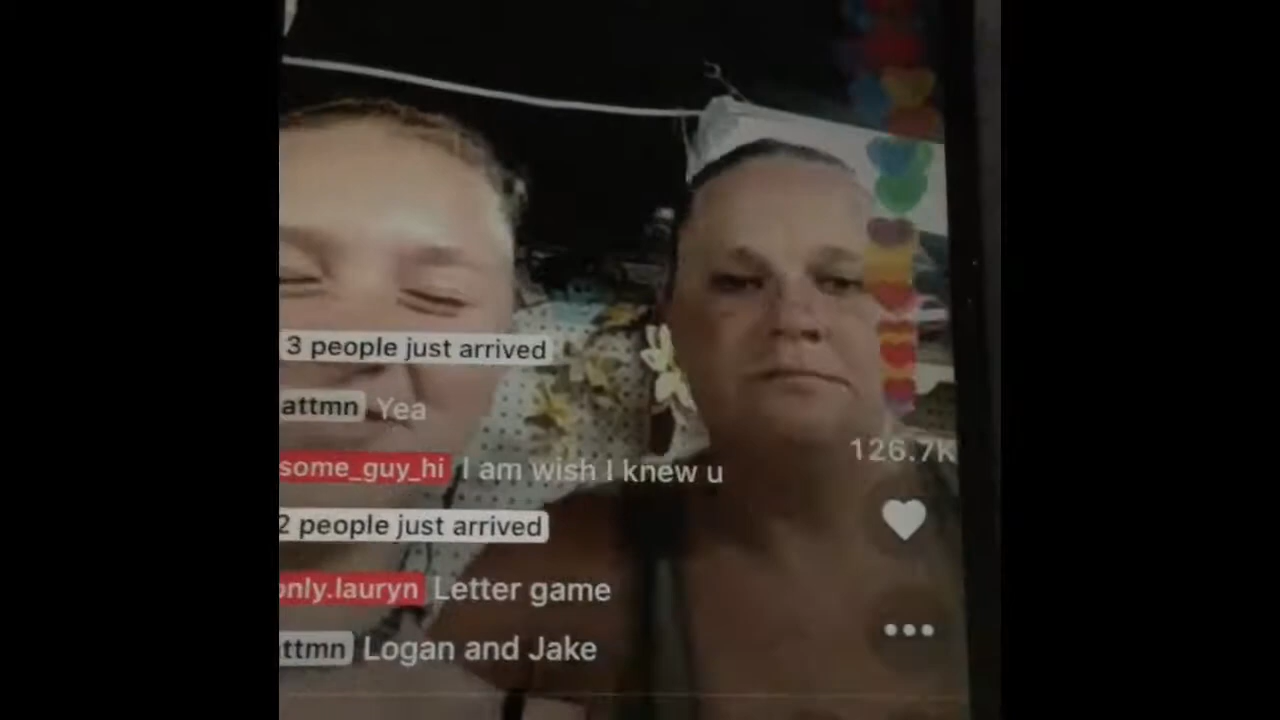 3 people just arrived
attmn Yea
some_guy_hi I am wish I knew u
126.7K
2 people just arrived
only.lauryn Letter game
ttmn Logan and Jake